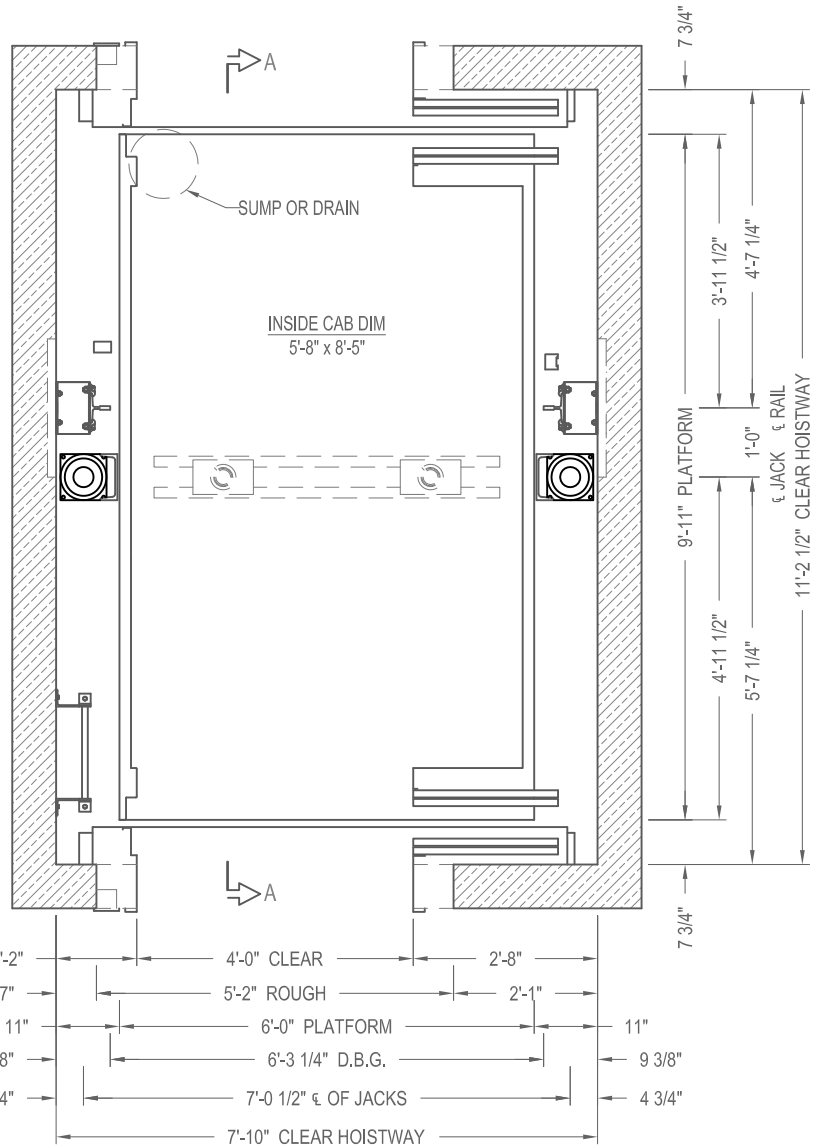 7 3/4"
A
SUMP OR DRAIN
INSIDE CAB DIM
5'-8" x 8'-5"
3'-11 1/2"
4'-7 1/4"
9'-11" PLATFORM
1'-0"
℄ JACK ℄ RAIL
11'-2 1/2" CLEAR HOISTWAY
4'-11 1/2"
5'-7 1/4"
A
7 3/4"
'-2" 4'-0" CLEAR 2'-8"
7" 5'-2" ROUGH 2'-1"
11" 6'-0" PLATFORM 11"
8" 6'-3 1/4" D.B.G. 9 3/8"
4" 7'-0 1/2" ℄ OF JACKS 4 3/4"
7'-10" CLEAR HOISTWAY